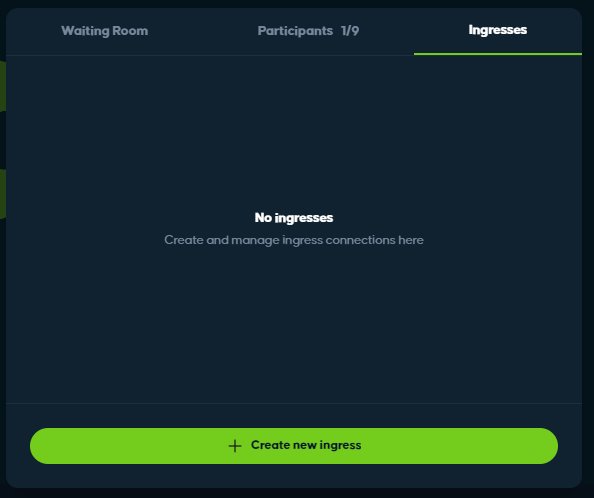 Waiting Room Participants 1/9 Ingresses
No ingresses
Create and manage ingress connections here
Create new ingress